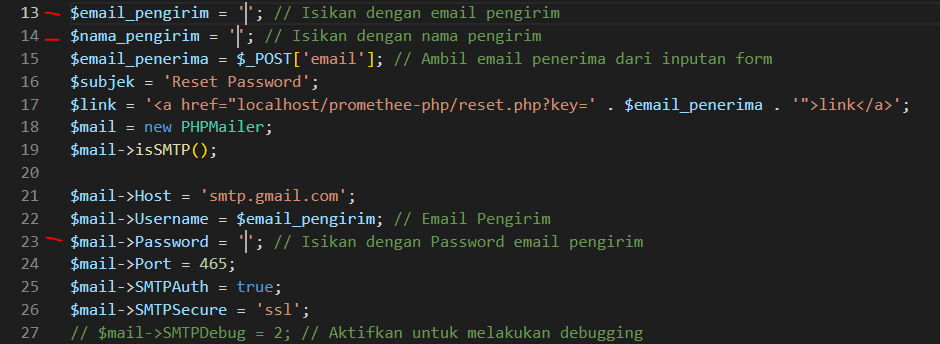 13 $email_pengirim = ''; // Isikan dengan email pengirim
14 $nama_pengirim = ''; // Isikan dengan nama pengirim
15 $email_penerima = $_POST['email']; // Ambil email penerima dari inputan form
16 $subjek = 'Reset Password';
17 $link = '<a href="localhost/promethee-php/reset.php?key=' . $email_penerima . '">link</a>';
18 $mail = new PHPMailer;
19 $mail->isSMTP();
20
21 $mail->Host = 'smtp.gmail.com';
22 $mail->Username = $email_pengirim; // Email Pengirim
23 $mail->Password = ''; // Isikan dengan Password email pengirim
24 $mail->Port = 465;
25 $mail->SMTPAuth = true;
26 $mail->SMTPSecure = 'ssl';
27 // $mail->SMTPDebug = 2; // Aktifkan untuk melakukan debugging